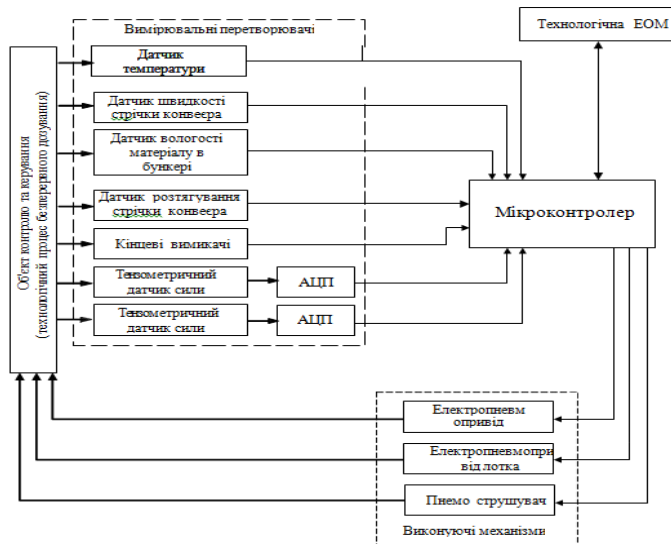 Вимірювальні перетворювачі
Технологічна ЕОМ
Об'єкт контролю та керування
(технологічний процес безперервного дозування)
Датчик
температури
Датчик швидкості
стрічки конвеєра
Датчик вологості
матеріалу в
бункері
Датчик розтягування
стрічки конвеєра
Кінцеві вимикачі
Тензометричний
датчик сили
АЦП
Тензометричний
датчик сили
АЦП
Мікроконтролер
Електропневм
опривід
Електропневмопри
від лотка
Пнемо струшувач
Виконуючі механізми